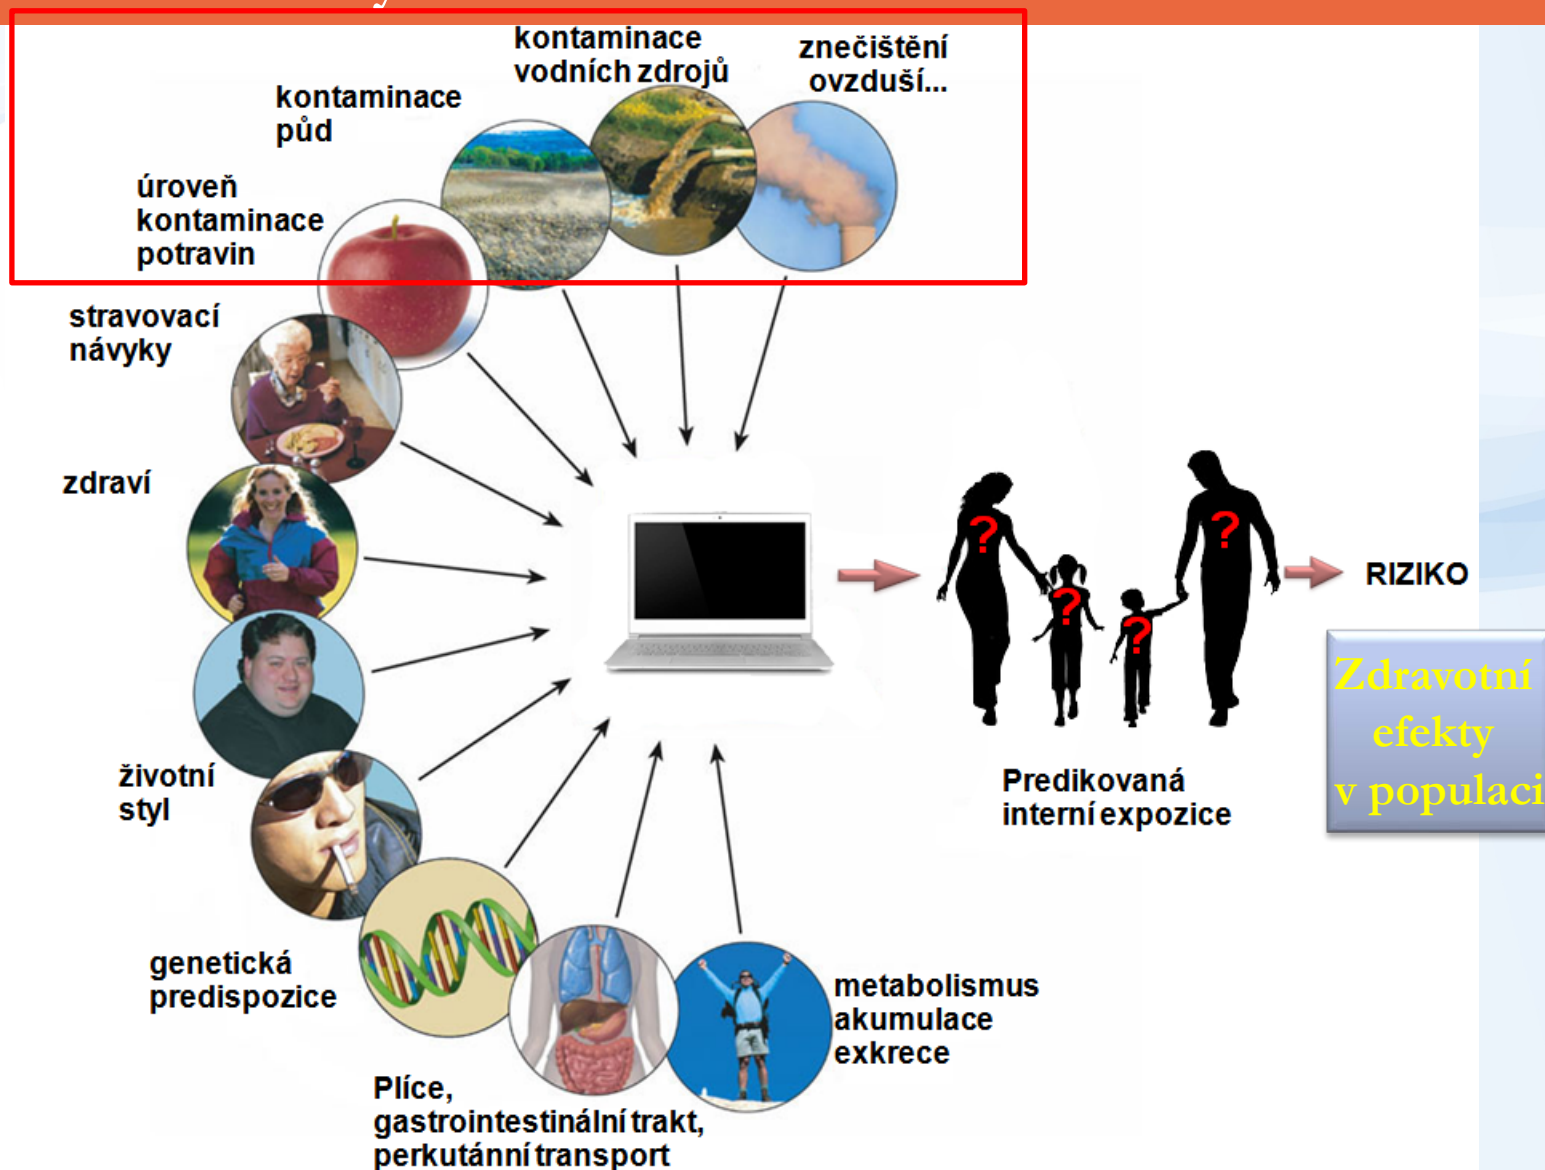 kontaminace
vodních zdrojů
znečištění
ovzduší...
kontaminace
půd
úroveň
kontaminace
potravin
stravovací
návyky
zdraví
životní
styl
genetická
predispozice
Plíce,
gastrointestinální trakt,
perkutánní transport
metabolismus
akumulace
exkrece
?
?
?
?
Predikovaná
interní expozice
RIZIKO
Zdravotní
efekty
v populaci